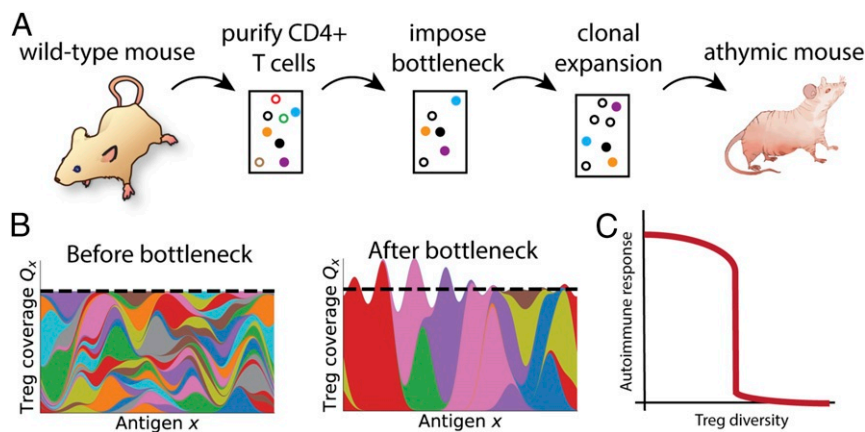 A
wild-type mouse
purify CD4+
T cells
impose
bottleneck
clonal
expansion
athymic mouse
B
Before bottleneck
Treg coverage Qₓ
Antigen x
After bottleneck
Treg coverage Qₓ
Antigen x
C
Autoimmune response
Treg diversity